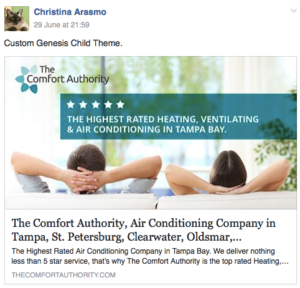 Christina Arasmo
29 June at 21:59
Custom Genesis Child Theme.
The
Comfort Authority
THE HIGHEST RATED HEATING, VENTILATING
& AIR CONDITIONING IN TAMPA BAY.
The Comfort Authority, Air Conditioning Company in
Tampa, St. Petersburg, Clearwater, Oldsmar,...
The Highest Rated Air Conditioning Company in Tampa Bay. We deliver nothing
less than 5 star service, that's why The Comfort Authority is the top rated Heating,...
THECOMFORTAUTHORITY.COM